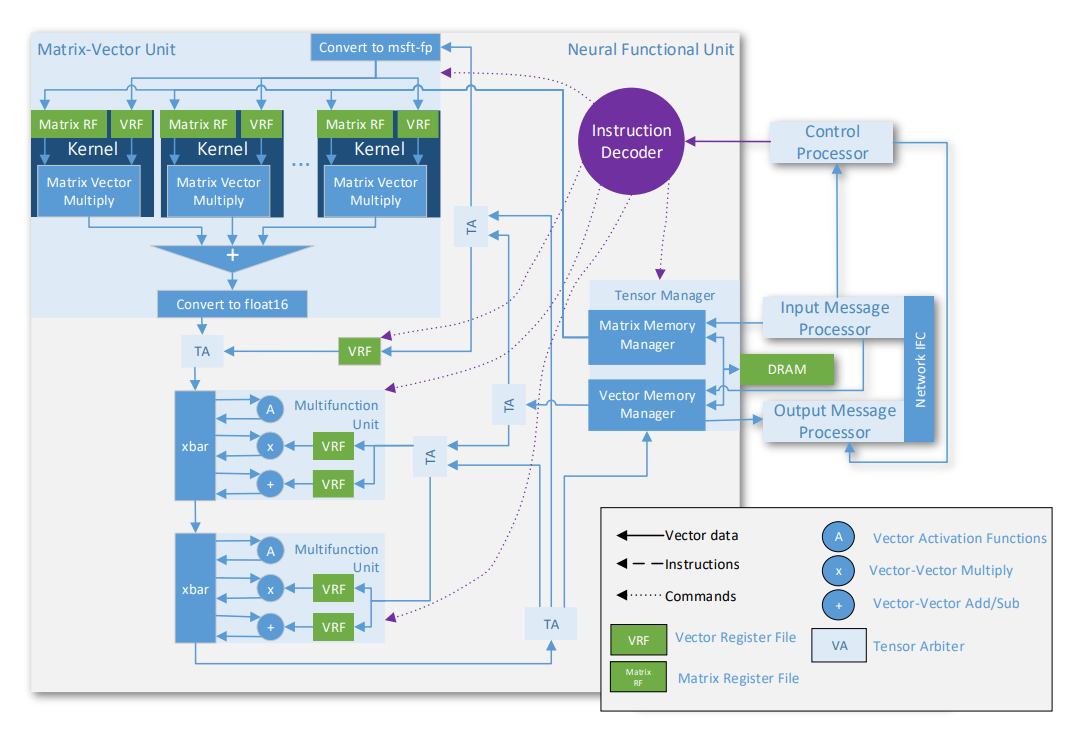 Matrix-Vector Unit
Convert to msft-fp
Neural Functional Unit
Matrix RF
VRF
Matrix RF
VRF
Matrix RF
VRF
Kernel
Kernel
Kernel
...
Matrix Vector
Multiply
Matrix Vector
Multiply
Matrix Vector
Multiply
+
Convert to float16
Instruction
Decoder
Control
Processor
TA
Tensor Manager
Matrix Memory
Manager
Vector Memory
Manager
Input Message
Processor
Output Message
Processor
Network IFC
DRAM
TA
VRF
TA
xbar
A
x
+
Multifunction
Unit
VRF
VRF
TA
xbar
A
x
+
Multifunction
Unit
VRF
VRF
TA
Vector data
Instructions
Commands
VRF
Vector Register File
Matrix
RF
Matrix Register File
A
Vector Activation Functions
x
Vector-Vector Multiply
+
Vector-Vector Add/Sub
VA
Tensor Arbiter